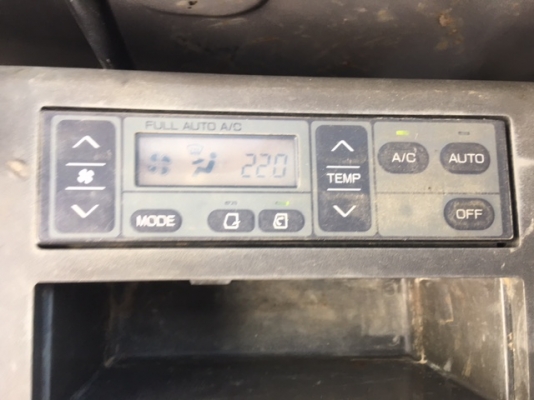 FULL AUTO A/C
220
TEMP
A/C
AUTO
MODE
OFF